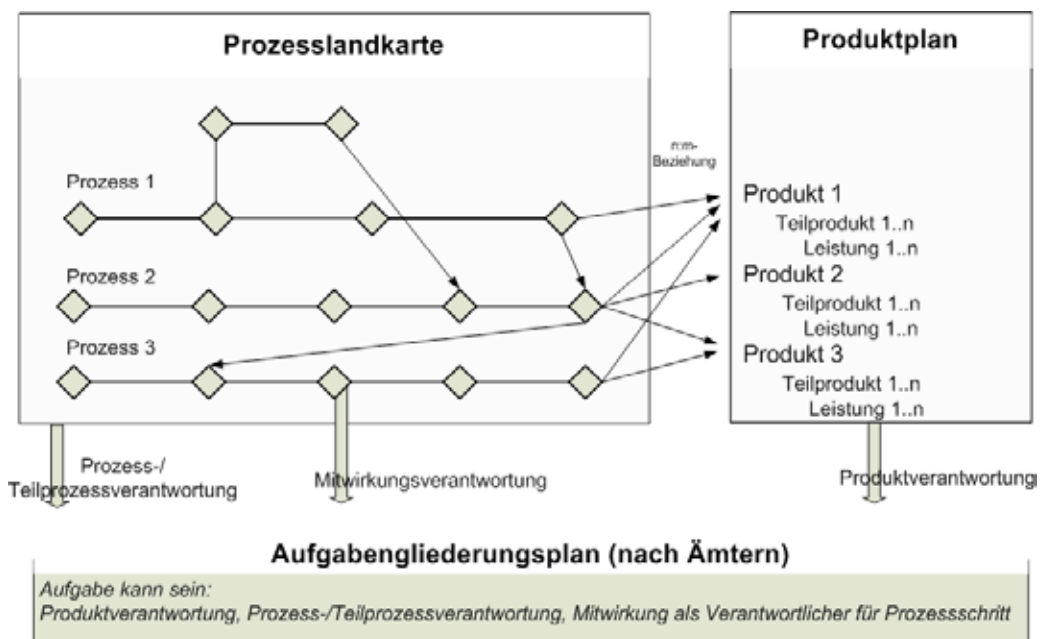 Prozesslandkarte
Prozess 1
Prozess 2
Prozess 3
n:m-
Beziehung
Produktplan
Produkt 1
Teilprodukt 1..n
Leistung 1..n
Produkt 2
Teilprodukt 1..n
Leistung 1..n
Produkt 3
Teilprodukt 1..n
Leistung 1..n
Prozess-/
Teilprozessverantwortung
Mitwirkungsverantwortung
Produktverantwortung
Aufgabengliederungsplan (nach Ämtern)
Aufgabe kann sein:
Produktverantwortung, Prozess-/Teilprozessverantwortung, Mitwirkung als Verantwortlicher für Prozessschritt